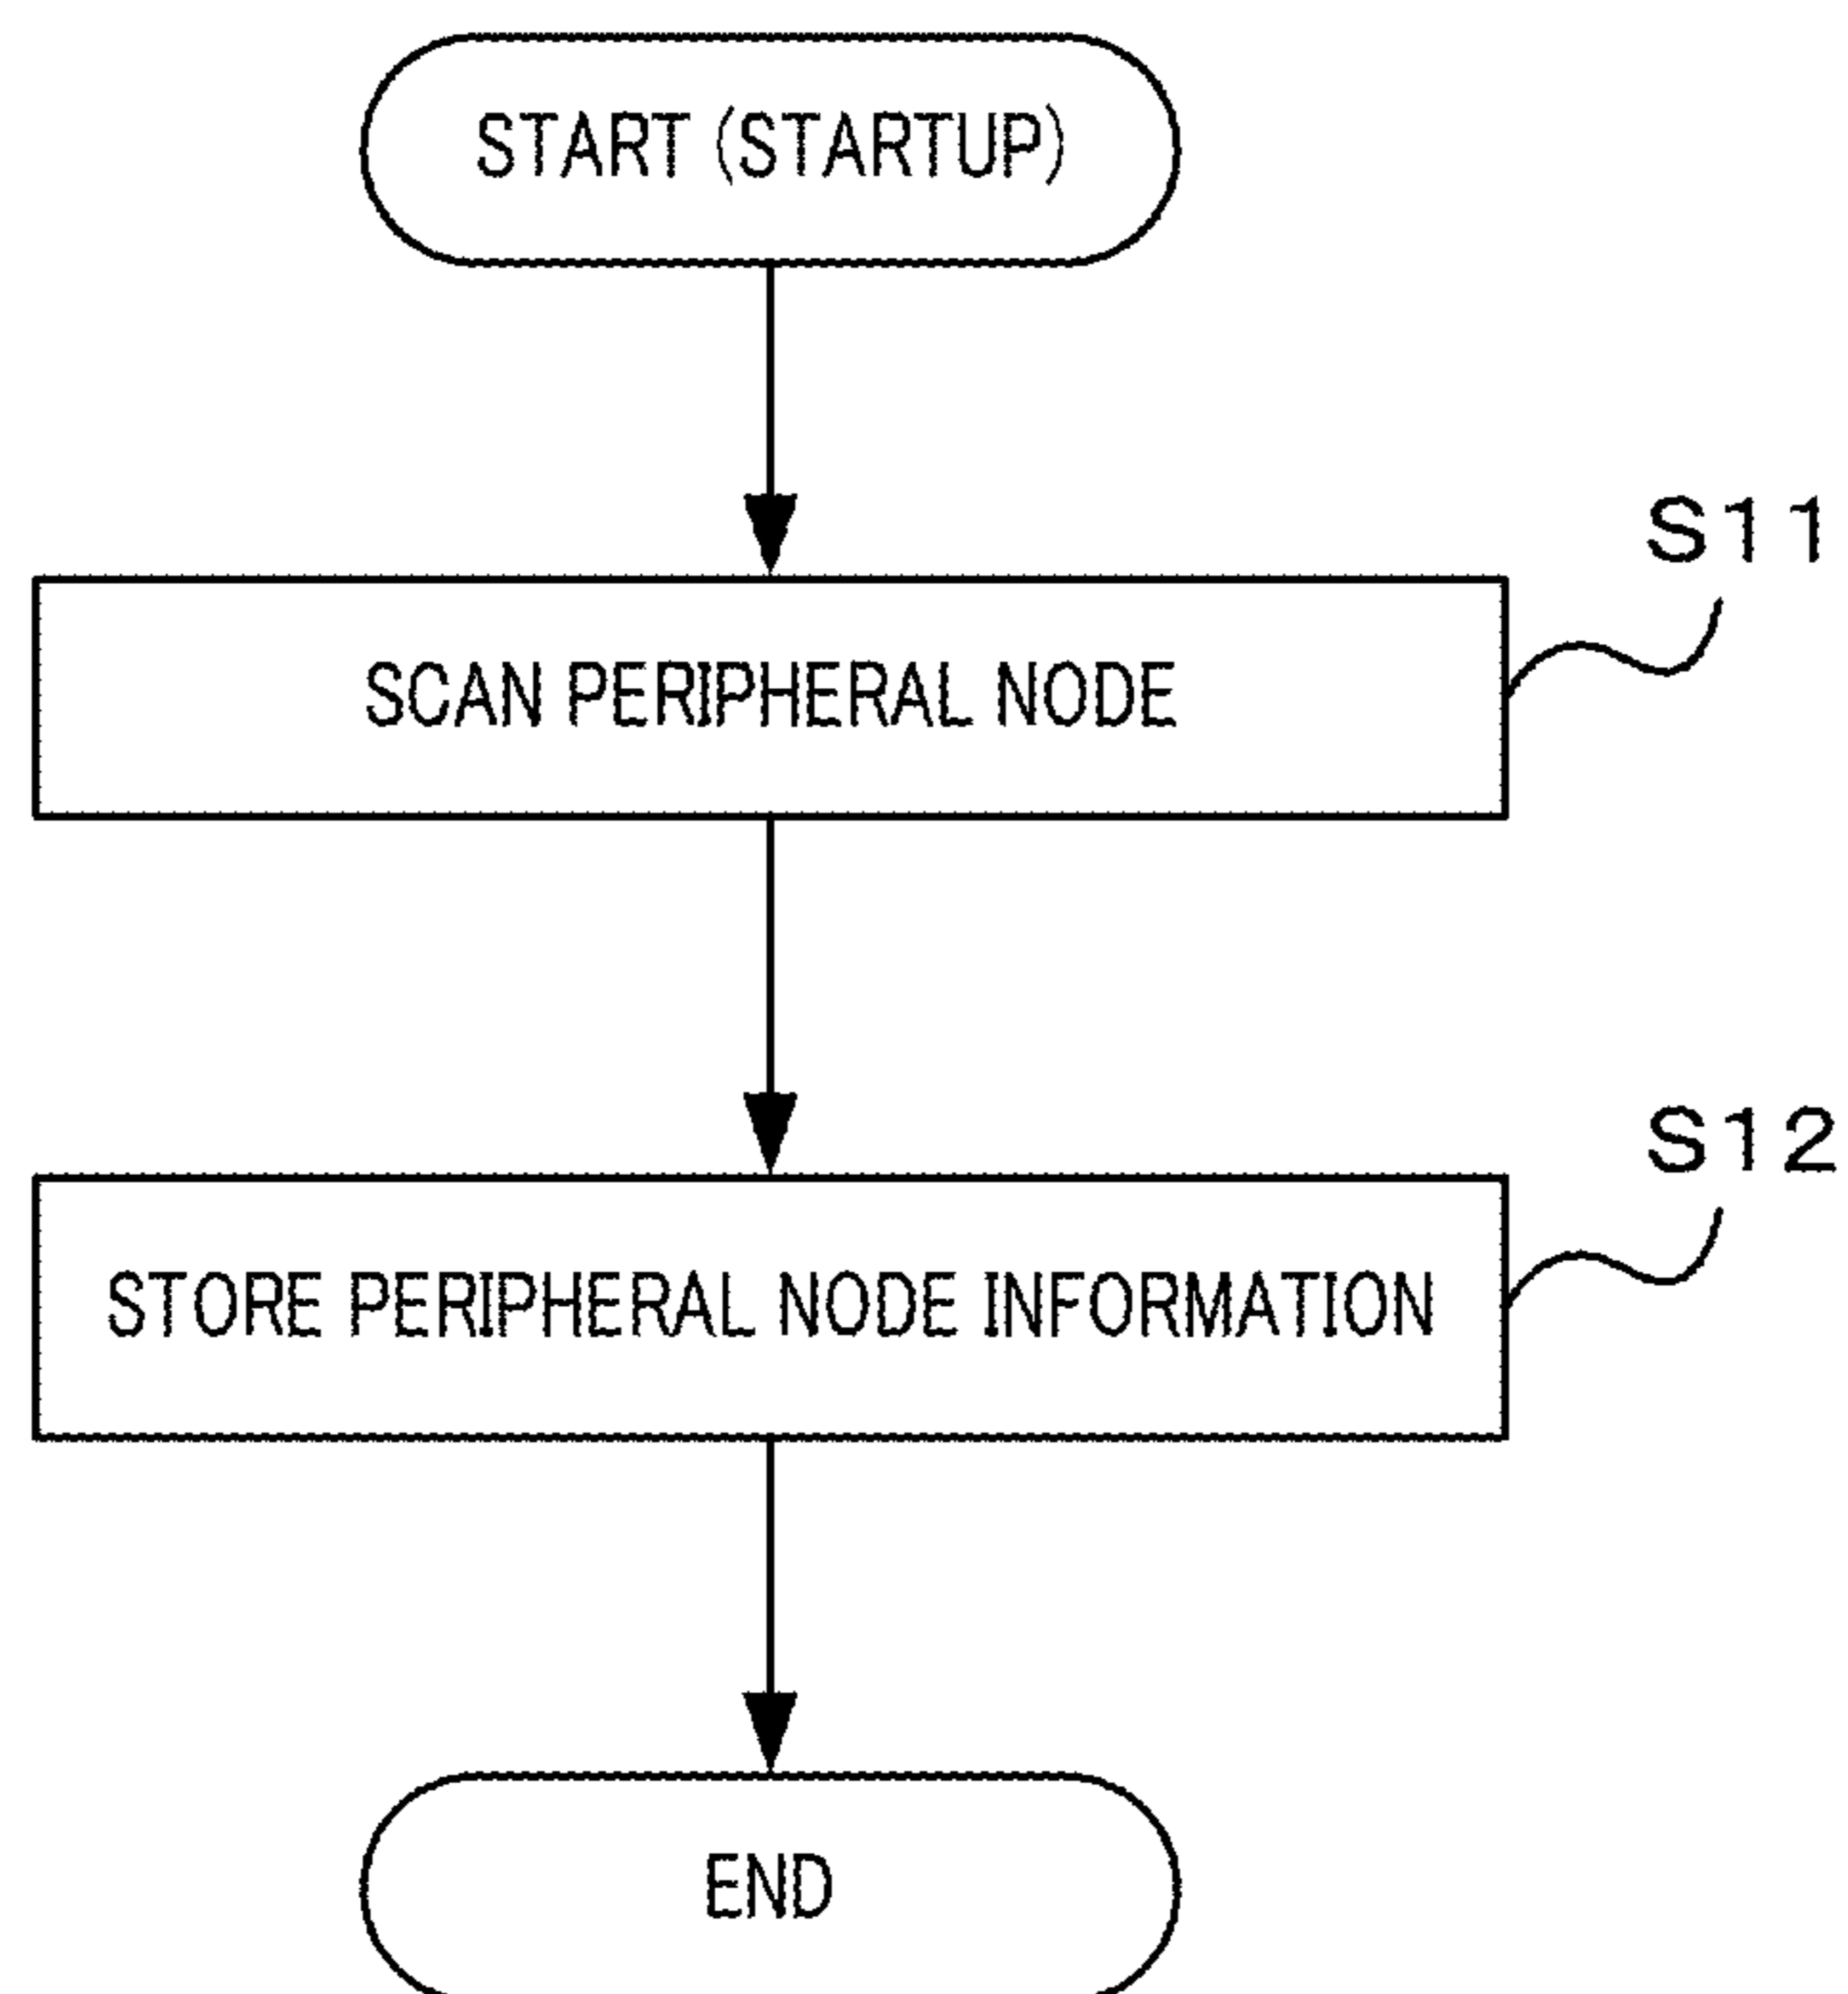 START (STARTUP)
S11
SCAN PERIPHERAL NODE
S12
STORE PERIPHERAL NODE INFORMATION
END